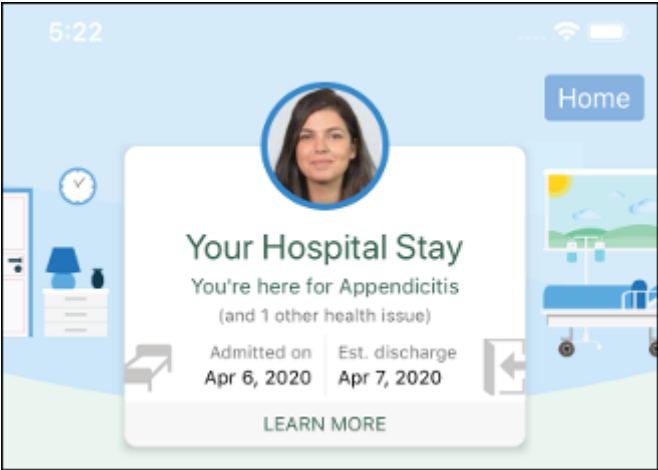 5:22
Home
Your Hospital Stay
You're here for Appendicitis
(and 1 other health issue)
Admitted on Est. discharge
Apr 6, 2020 Apr 7, 2020
LEARN MORE